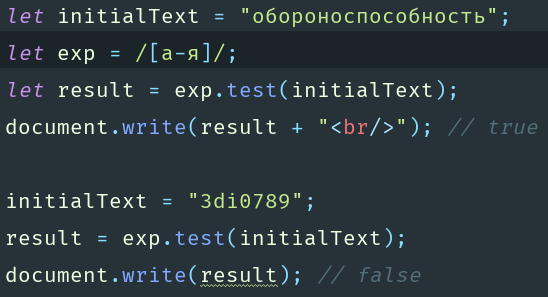 let initialText = "обороноспособность";
let exp = /[а-я]/;
let result = exp.test(initialText);
document.write(result + "<br/>"); // true
initialText = "3di0789";
result = exp.test(initialText);
document.write(result); // false